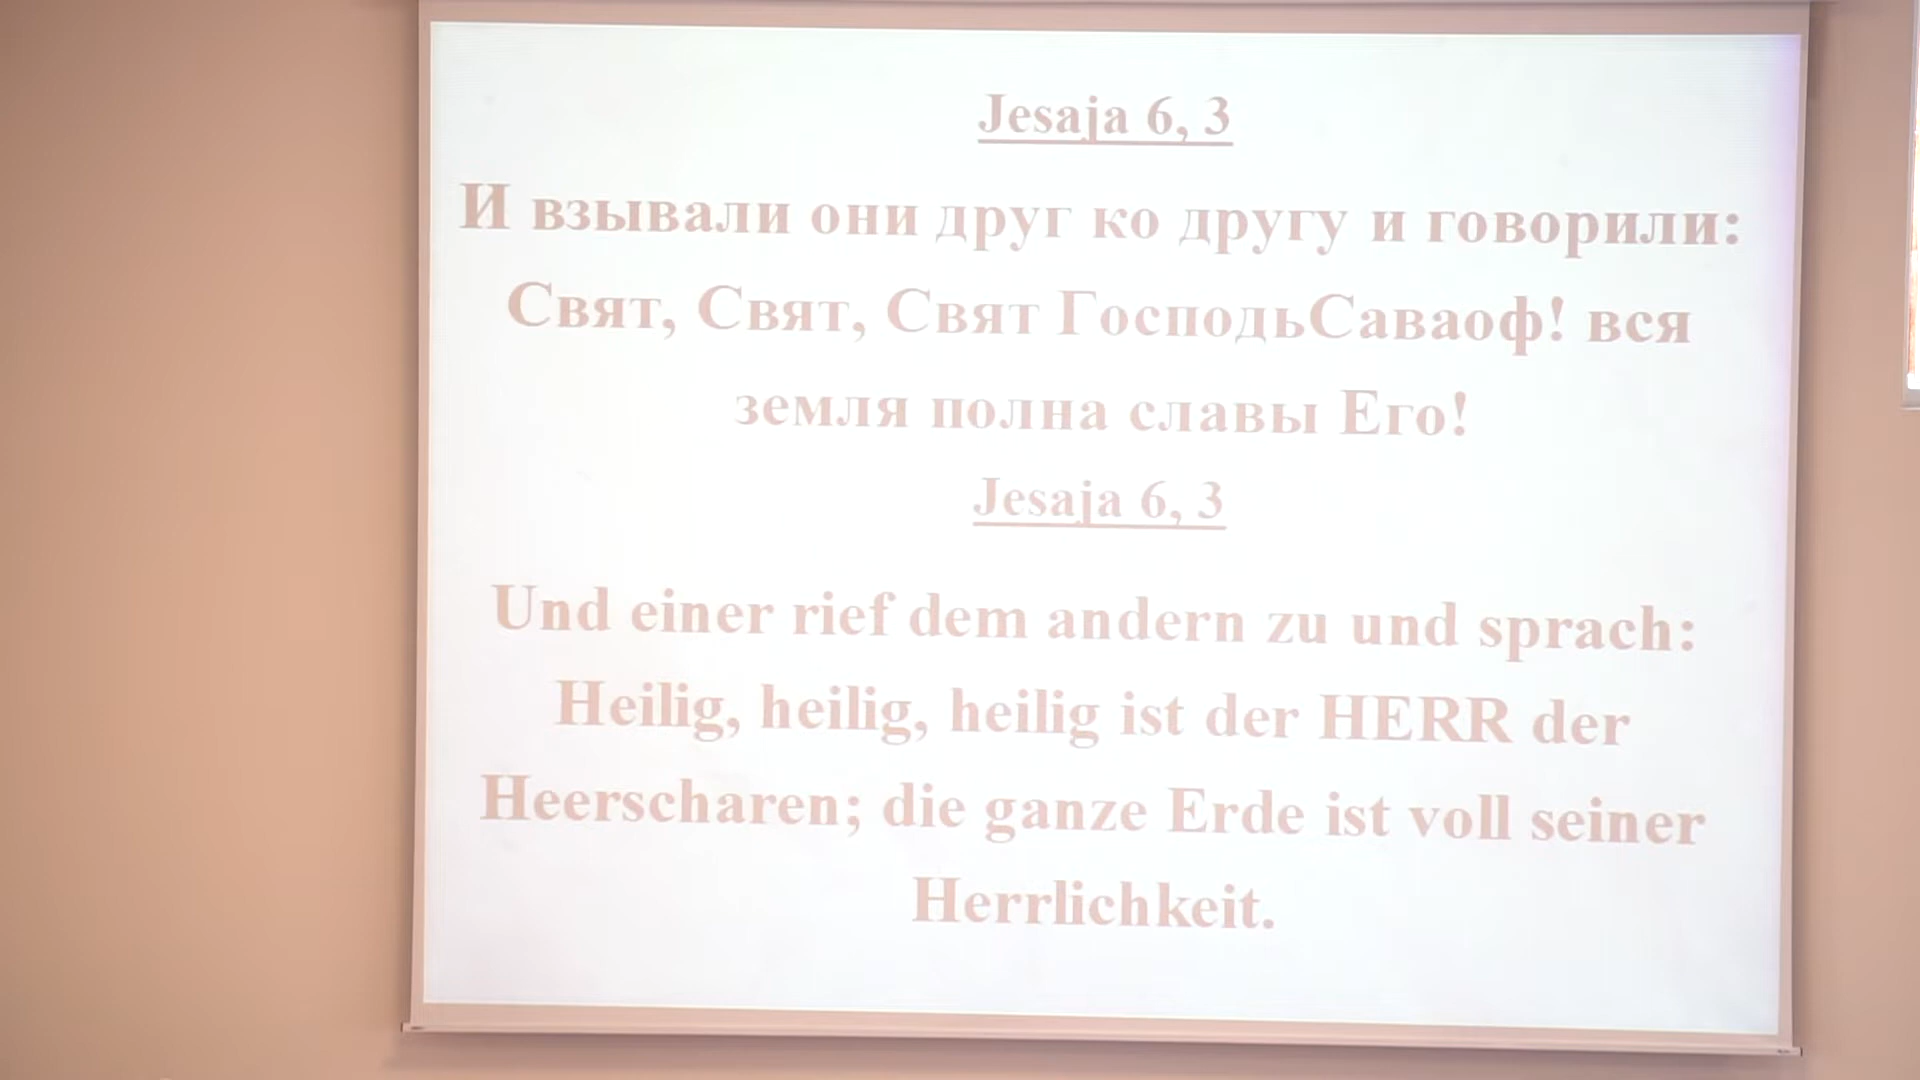 Jesaja 6, 3
И взывали они друг ко другу и говорили:
Свят, Свят, Свят ГосподьСаваоф! вся
земля полна славы Его!
Jesaja 6, 3
Und einer rief dem andern zu und sprach:
Heilig, heilig, heilig ist der HERR der
Heerscharen; die ganze Erde ist voll seiner
Herrlichkeit.